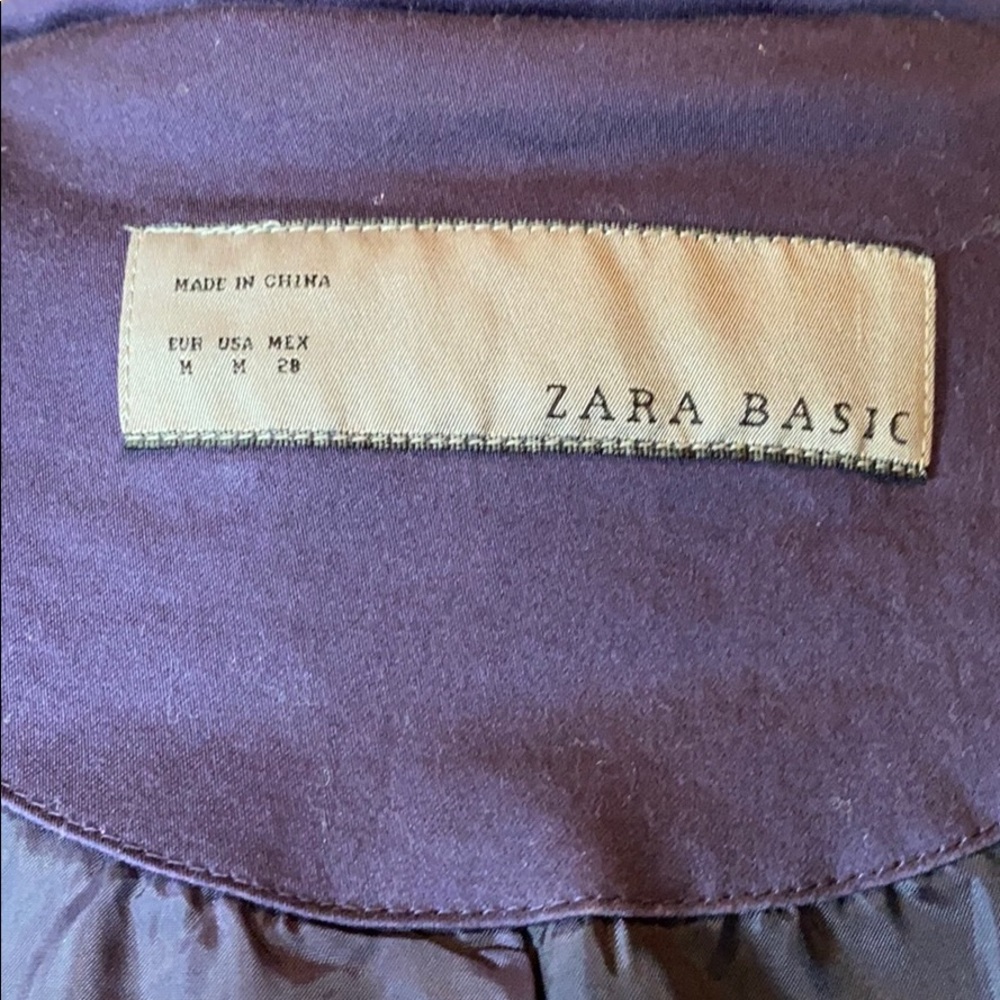 MADE IN CHINA
EUR USA MEX
M M 28
ZARA BASIC